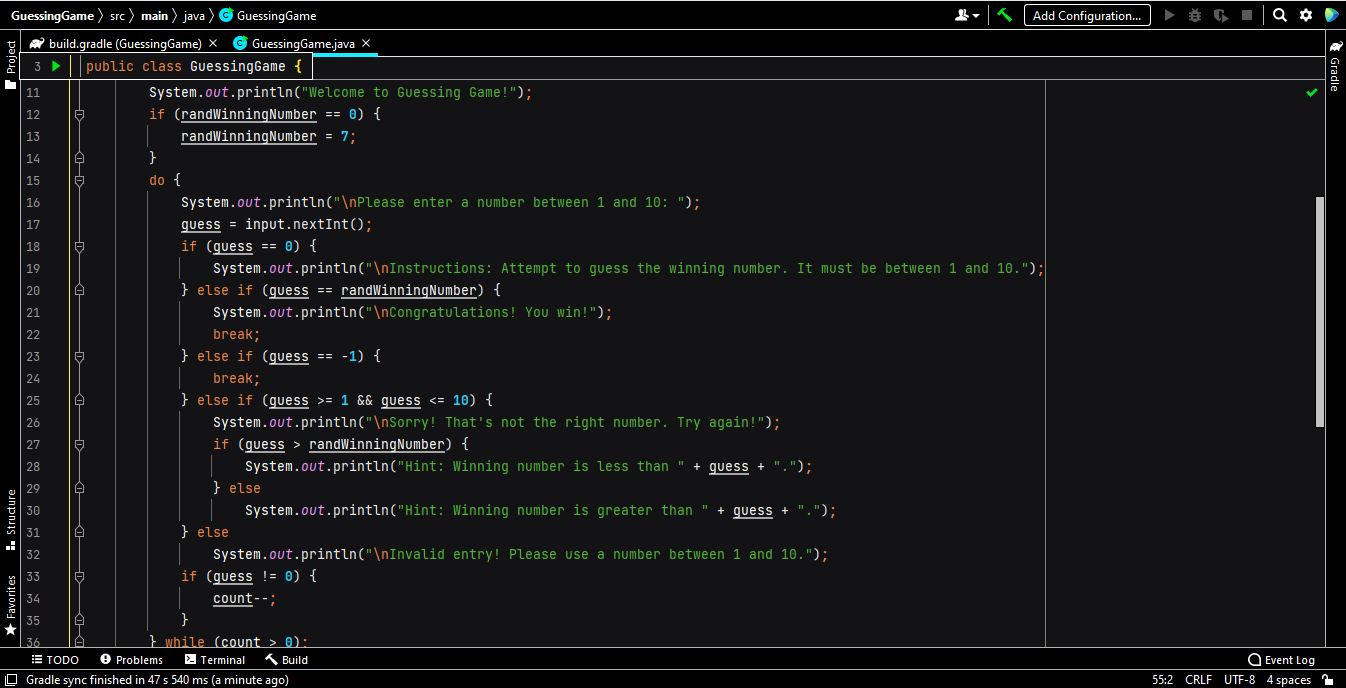 GuessingGame src main java GuessingGame Add Configuration...
build.gradle (GuessingGame) GuessingGame.java
Project
Gradle
3 public class GuessingGame {
11 System.out.println("Welcome to Guessing Game!");
12 if (randWinningNumber == 0) {
13 randWinningNumber = 7;
14 }
15 do {
16 System.out.println("\nPlease enter a number between 1 and 10: ");
17 guess = input.nextInt();
18 if (guess == 0) {
19 System.out.println("\nInstructions: Attempt to guess the winning number. It must be between 1 and 10.");
20 } else if (guess == randWinningNumber) {
21 System.out.println("\nCongratulations! You win!");
22 break;
23 } else if (guess == -1) {
24 break;
25 } else if (guess >= 1 && guess <= 10) {
26 System.out.println("\nSorry! That's not the right number. Try again!");
27 if (guess > randWinningNumber) {
28 System.out.println("Hint: Winning number is less than " + guess + ".");
29 } else
30 System.out.println("Hint: Winning number is greater than " + guess + ".");
31 } else
32 System.out.println("\nInvalid entry! Please use a number between 1 and 10.");
33 if (guess != 0) {
34 count--;
35 }
36 } while (count > 0);
Structure
Favorites
TODO Problems Terminal Build Event Log
Gradle sync finished in 47 s 540 ms (a minute ago) 55:2 CRLF UTF-8 4 spaces